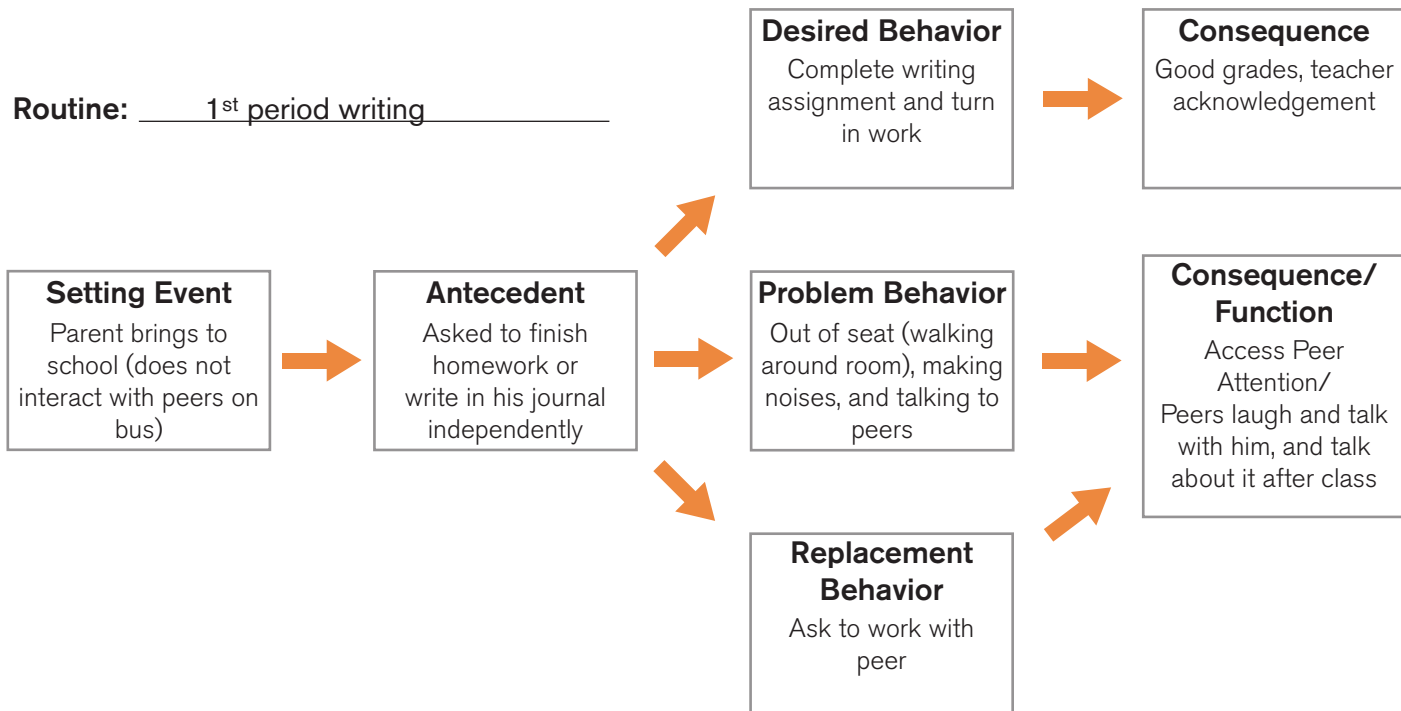 Routine: 1st period writing
Desired Behavior
Complete writing
assignment and turn
in work
Consequence
Good grades, teacher
acknowledgement
Setting Event
Parent brings to
school (does not
interact with peers on
bus)
Antecedent
Asked to finish
homework or
write in his journal
independently
Problem Behavior
Out of seat (walking
around room), making
noises, and talking to
peers
Consequence/
Function
Access Peer
Attention/
Peers laugh and talk
with him, and talk
about it after class
Replacement
Behavior
Ask to work with
peer